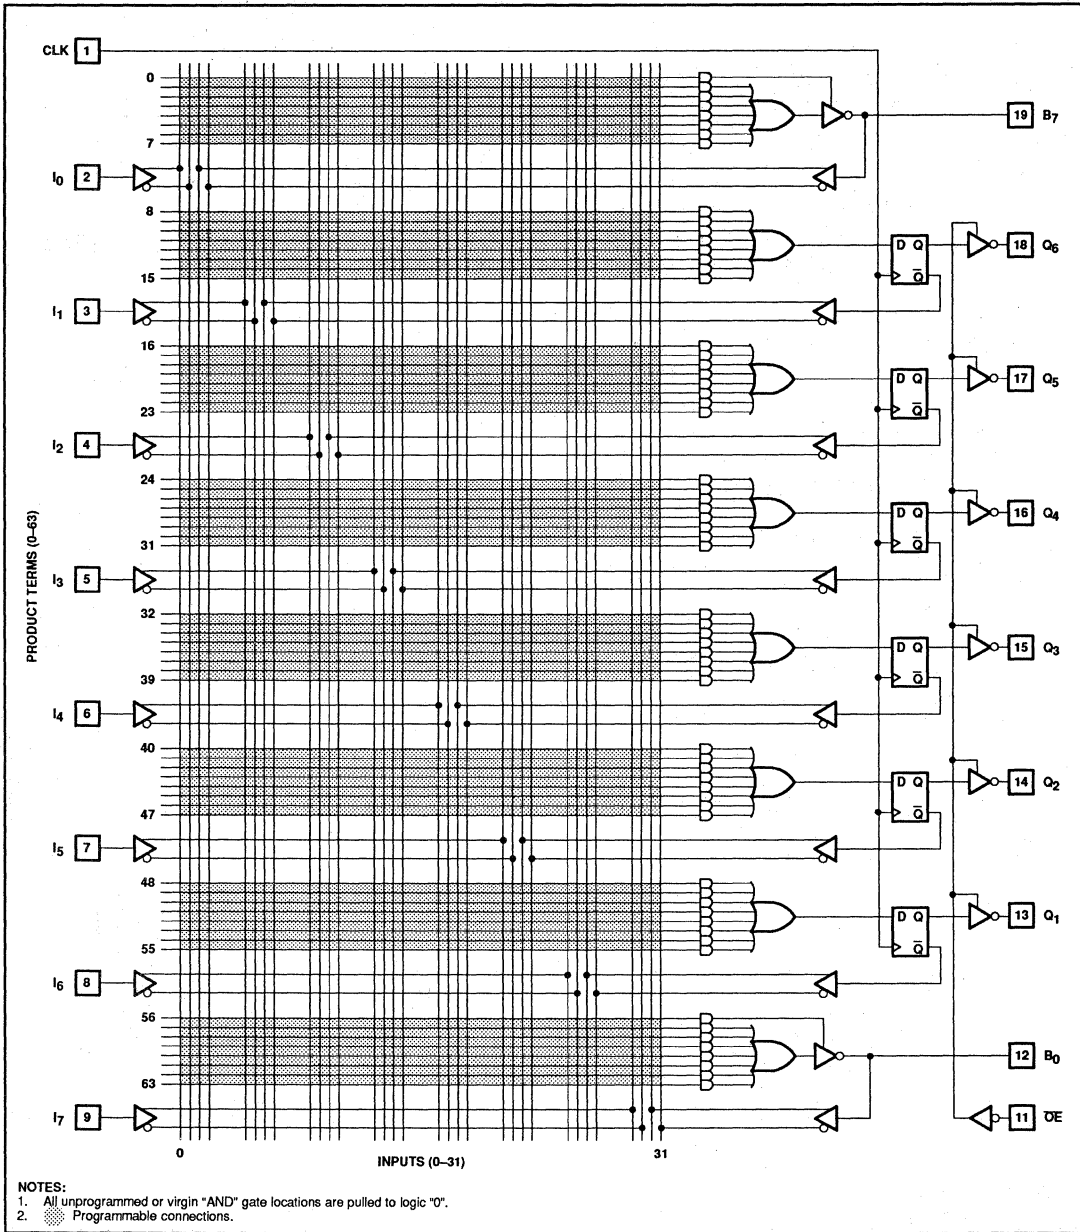 CLK 1
0
7
19 B7
I0 2
8
15
D Q
Q̅
18 Q6
I1 3
16
23
D Q
Q̅
17 Q5
I2 4
24
31
D Q
Q̅
16 Q4
I3 5
32
39
D Q
Q̅
15 Q3
I4 6
40
47
D Q
Q̅
14 Q2
I5 7
48
55
D Q
Q̅
13 Q1
I6 8
56
63
12 B0
I7 9
11 O̅E̅
PRODUCT TERMS (0–63)
0 INPUTS (0–31) 31
NOTES:
1. All unprogrammed or virgin "AND" gate locations are pulled to logic "0".
2. Programmable connections.